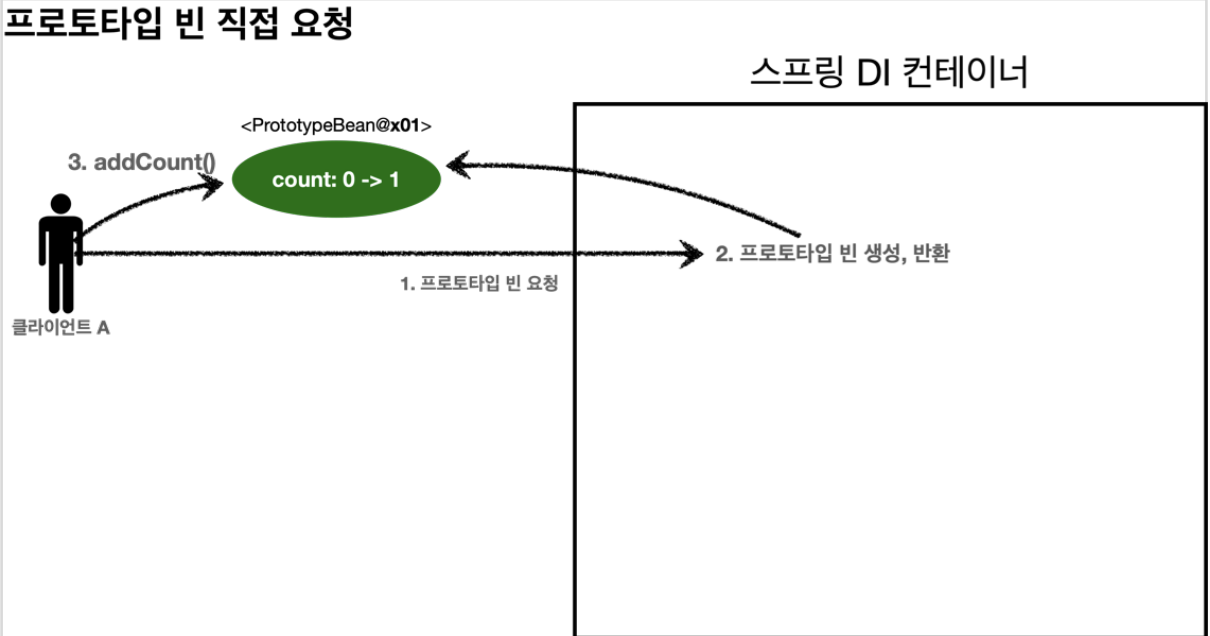 프로토타입 빈 직접 요청
스프링 DI 컨테이너
<PrototypeBean@x01>
3. addCount()
count: 0 -> 1
2. 프로토타입 빈 생성, 반환
1. 프로토타입 빈 요청
클라이언트 A